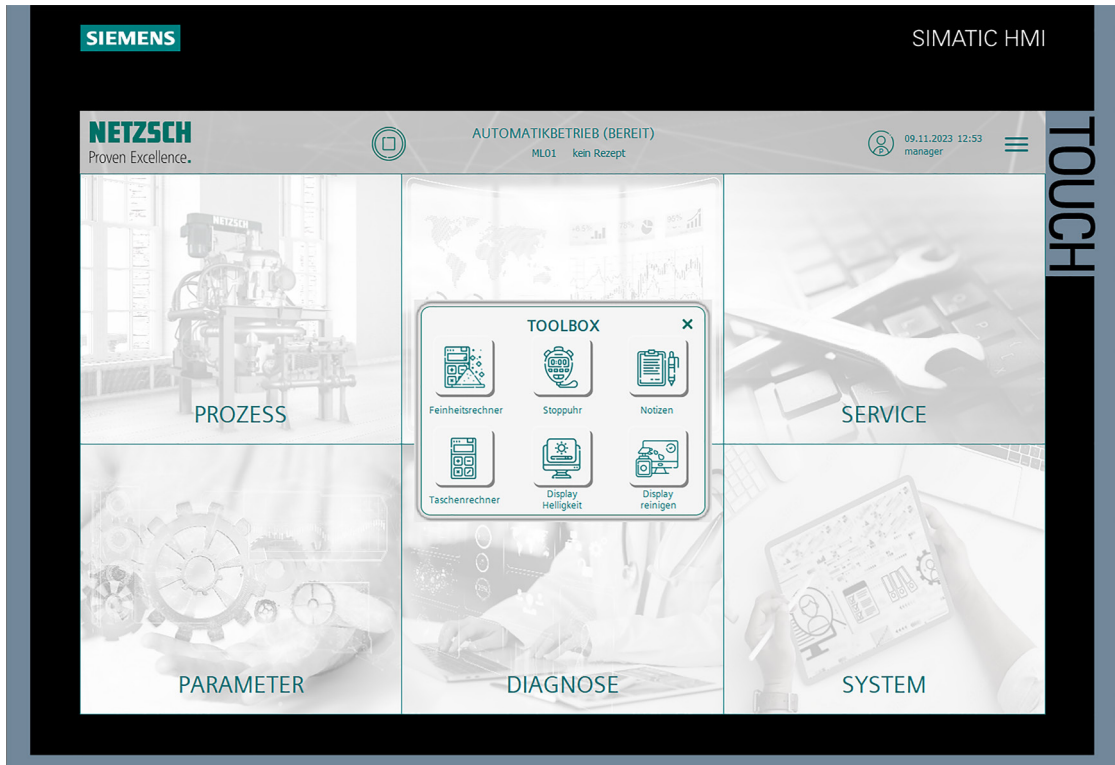 SIEMENS
SIMATIC HMI
TOUCH
NETZSCH
Proven Excellence.
AUTOMATIKBETRIEB (BEREIT)
ML01 kein Rezept
P
09.11.2023 12:53
manager
NETZSCH
PROZESS
SERVICE
TOOLBOX
Feinheitsrechner
Stoppuhr
Notizen
Taschenrechner
Display
Helligkeit
Display
reinigen
PARAMETER
DIAGNOSE
SYSTEM